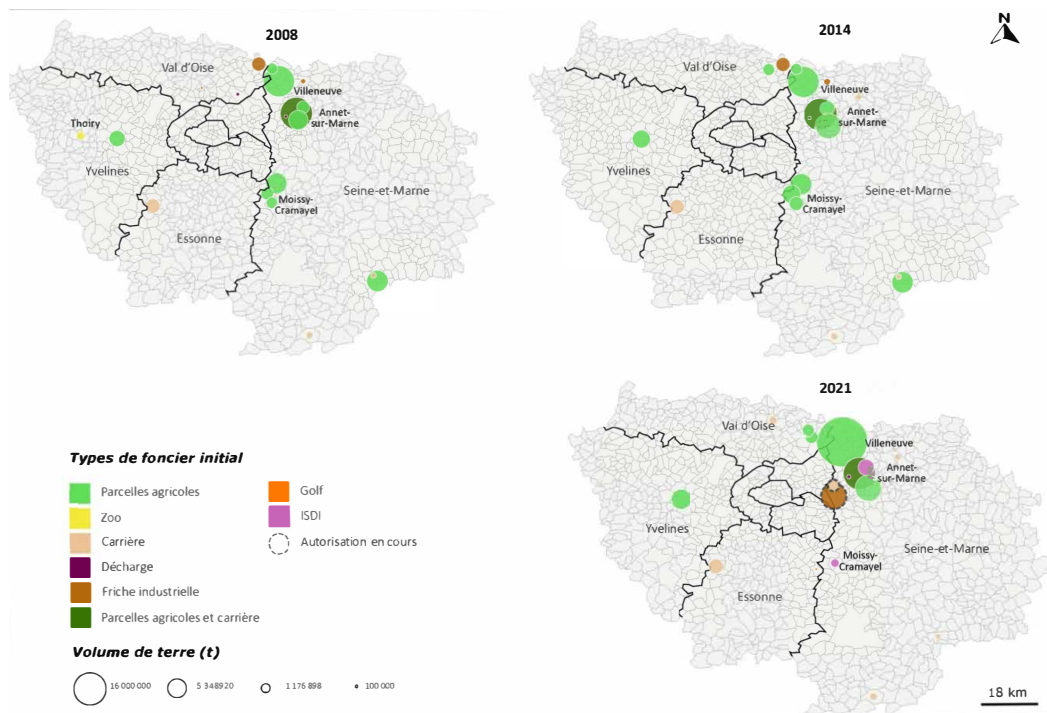 2008
Val d'Oise
Villeneuve
Annet-
sur-Marne
Thoiry
Yvelines
Seine-et-Marne
Moissy-
Cramayel
Essonne
2014
N
Val d'Oise
Villeneuve
Annet-
sur-Marne
Yvelines
Seine-et-Marne
Moissy-
Cramayel
Essonne
2021
Val d'Oise
Villeneuve
Annet-
sur-Marne
Yvelines
Seine-et-Marne
Moissy-
Cramayel
Essonne
18 km
Types de foncier initial
Parcelles agricoles
Zoo
Carrière
Décharge
Friche industrielle
Parcelles agricoles et carrière
Golf
ISDI
Autorisation en cours
Volume de terre (t)
16 000 000
5 348920
1 176 898
100 000